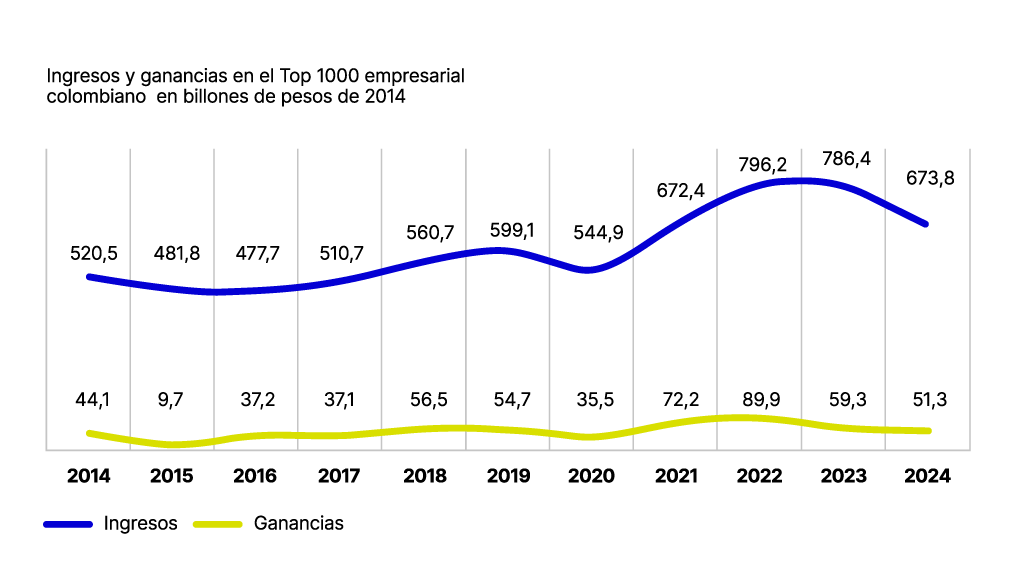 Ingresos y ganancias en el Top 1000 empresarial
colombiano  en billones de pesos de 2014
520,5 481,8 477,7 510,7 560,7 599,1 544,9 672,4 796,2 786,4 673,8
44,1 9,7 37,2 37,1 56,5 54,7 35,5 72,2 89,9 59,3 51,3
2014 2015 2016 2017 2018 2019 2020 2021 2022 2023 2024
Ingresos Ganancias